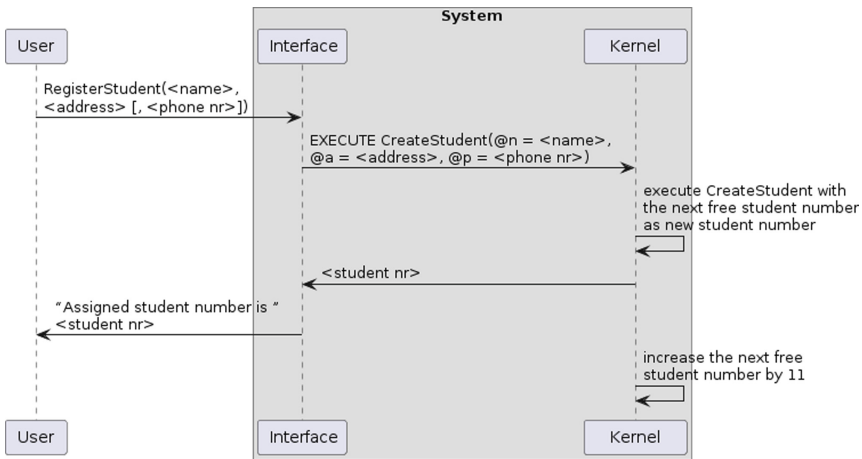 System
User
Interface
Kernel
RegisterStudent(<name>,
<address> [, <phone nr>])
EXECUTE CreateStudent(@n = <name>,
@a = <address>, @p = <phone nr>)
execute CreateStudent with
the next free student number
as new student number
<student nr>
“Assigned student number is ”
<student nr>
increase the next free
student number by 11
User
Interface
Kernel